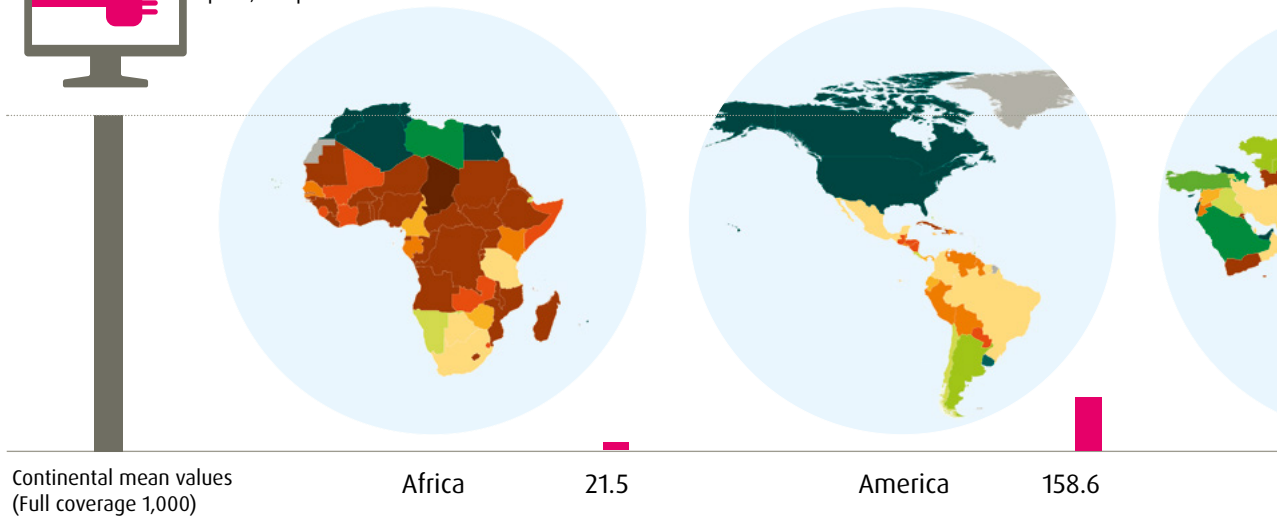 Continental mean values
(Full coverage 1,000)
Africa 21.5
America 158.6